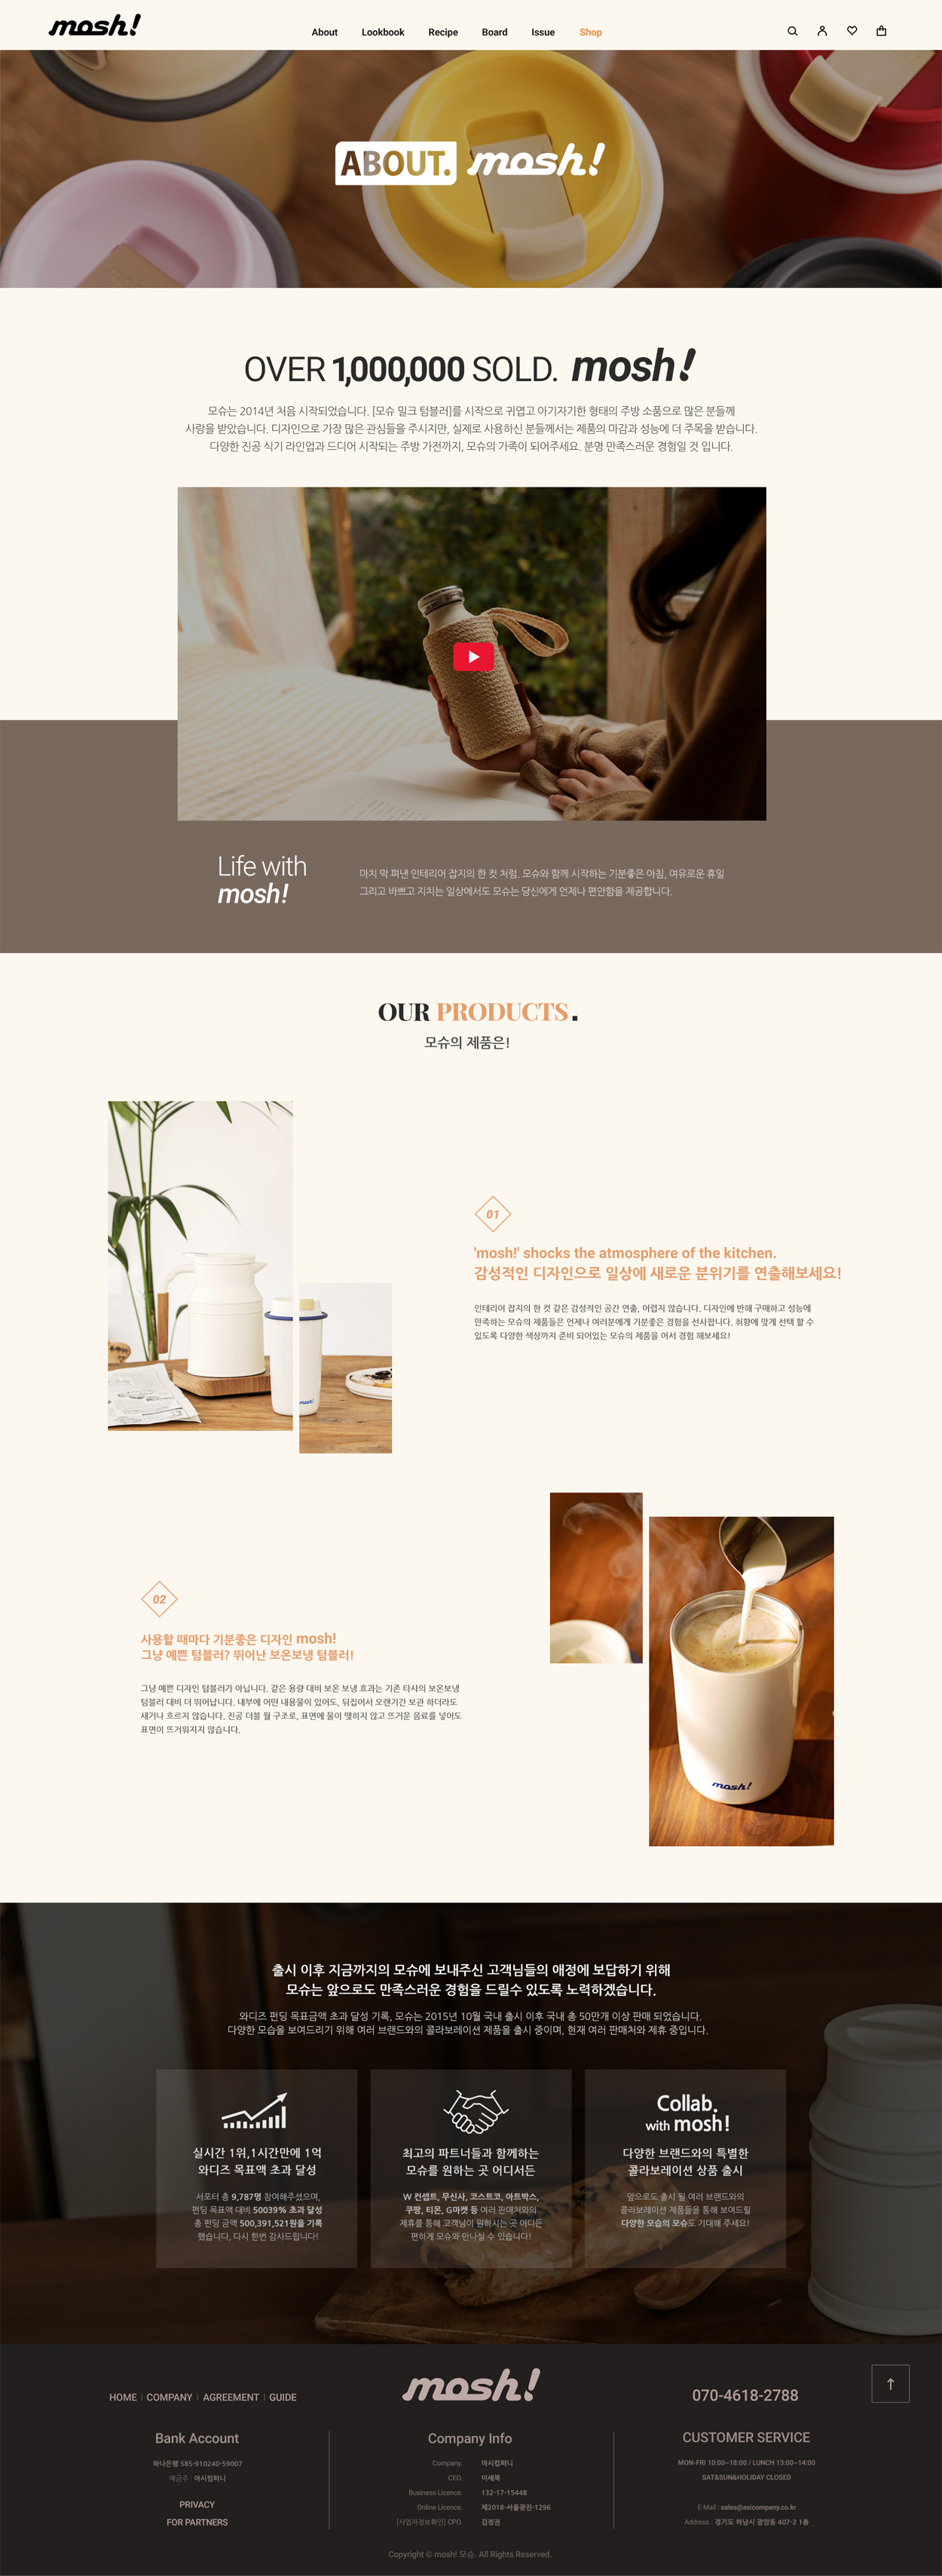 mosh!
About Lookbook Recipe Board Issue Shop
ABOUT. mosh!
OVER 1,000,000 SOLD. mosh!
모슈는 2014년 처음 시작되었습니다. [모슈 밀크 텀블러]를 시작으로 귀엽고 아기자기한 형태의 주방 소품으로 많은 분들께
사랑을 받았습니다. 디자인으로 가장 많은 관심들을 주시지만, 실제로 사용하신 분들께서는 제품의 마감과 성능에 더 주목을 받습니다.
다양한 진공 식기 라인업과 드디어 시작되는 주방 가전까지, 모슈의 가족이 되어주세요. 분명 만족스러운 경험일 것 입니다.
Life with
mosh!
마치 막 펴낸 인테리어 잡지의 한 컷 처럼. 모슈와 함께 시작하는 기분좋은 아침, 여유로운 휴일
그리고 바쁘고 지치는 일상에서도 모슈는 당신에게 언제나 편안함을 제공합니다.
OUR PRODUCTS.
모슈의 제품은!
mosh!
01
'mosh!' shocks the atmosphere of the kitchen.
감성적인 디자인으로 일상에 새로운 분위기를 연출해보세요!
인테리어 잡지의 한 컷 같은 감성적인 공간 연출, 어렵지 않습니다. 디자인에 반해 구매하고 성능에
만족하는 모슈의 제품들은 언제나 여러분에게 기분좋은 경험을 선사합니다. 취향에 맞게 선택 할 수
있도록 다양한 색상까지 준비 되어있는 모슈의 제품을 어서 경험 해보세요!
02
사용할 때마다 기분좋은 디자인 mosh!
그냥 예쁜 텀블러? 뛰어난 보온보냉 텀블러!
그냥 예쁜 디자인 텀블러가 아닙니다. 같은 용량 대비 보온 보냉 효과는 기존 타사의 보온보냉
텀블러 대비 더 뛰어납니다. 내부에 어떤 내용물이 있어도, 뒤집어서 오랜기간 보관 하더라도
새거나 흐르지 않습니다. 진공 더블 월 구조로, 표면에 물이 맺히지 않고 뜨거운 음료를 넣어도
표면이 뜨거워지지 않습니다.
mosh!
출시 이후 지금까지의 모슈에 보내주신 고객님들의 애정에 보답하기 위해
모슈는 앞으로도 만족스러운 경험을 드릴수 있도록 노력하겠습니다.
와디즈 펀딩 목표금액 초과 달성 기록, 모슈는 2015년 10월 국내 출시 이후 국내 총 50만개 이상 판매 되었습니다.
다양한 모습을 보여드리기 위해 여러 브랜드와의 콜라보레이션 제품을 출시 중이며, 현재 여러 판매처와 제휴 중입니다.
실시간 1위,1시간만에 1억
와디즈 목표액 초과 달성
서포터 총 9,787명 참여해주셨으며,
펀딩 목표액 대비 50039% 초과 달성
총 펀딩 금액 500,391,521원을 기록
했습니다, 다시 한번 감사드립니다!
최고의 파트너들과 함께하는
모슈를 원하는 곳 어디서든
W 컨셉트, 무신사, 코스트코, 아트박스,
쿠팡, 티몬, G마켓 등 여러 판매처와의
제휴를 통해 고객님이 원하시는 곳 어디든
편하게 모슈와 만나실 수 있습니다!
Collab.
with mosh!
다양한 브랜드와의 특별한
콜라보레이션 상품 출시
앞으로도 출시 될 여러 브랜드와의
콜라보레이션 제품들을 통해 보여드릴
다양한 모습의 모슈도 기대해 주세요!
HOME | COMPANY | AGREEMENT | GUIDE
mosh!
070-4618-2788
Bank Account
하나은행 585-910240-59007
예금주 : 아시컴퍼니
PRIVACY
FOR PARTNERS
Company Info
Company. 아시컴퍼니
CEO. 이세복
Business Licence. 132-17-15448
Online Licence. 제2018-서울광진-1296
[사업자정보확인] CPO. 김정권
CUSTOMER SERVICE
MON-FRI 10:00~18:00 / LUNCH 13:00~14:00
SAT&SUN&HOLIDAY CLOSED
E-Mail : sales@asicompany.co.kr
Address : 경기도 하남시 광암동 407-2 1층
Copyright © mosh! 모슈. All Rights Reserved.